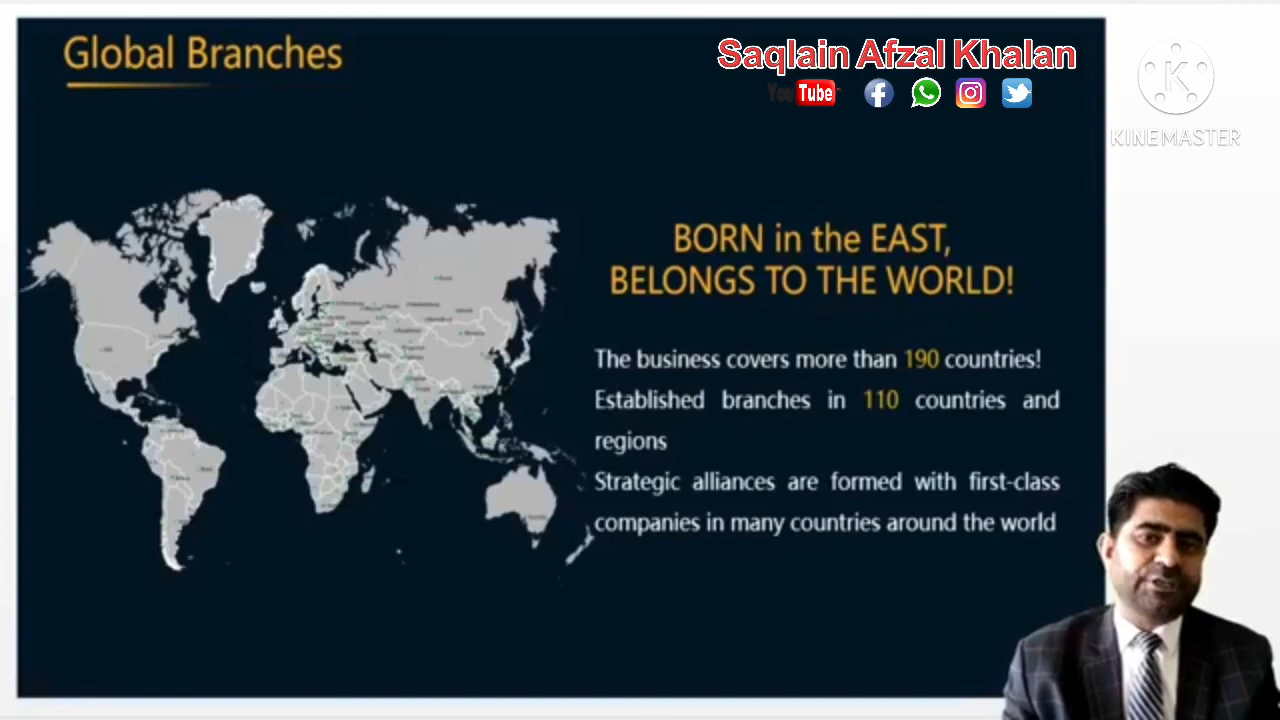 Global Branches
Saqlain Afzal Khalan
You Tube
KINEMASTER
BORN in the EAST,
BELONGS TO THE WORLD!
The business covers more than 190 countries!
Established branches in 110 countries and
regions
Strategic alliances are formed with first-class
companies in many countries around the world